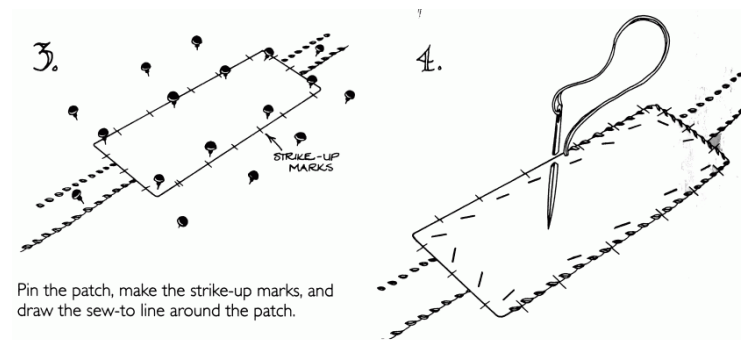 3.
4.
STRIKE-UP
MARKS
Pin the patch, make the strike-up marks, and
draw the sew-to line around the patch.